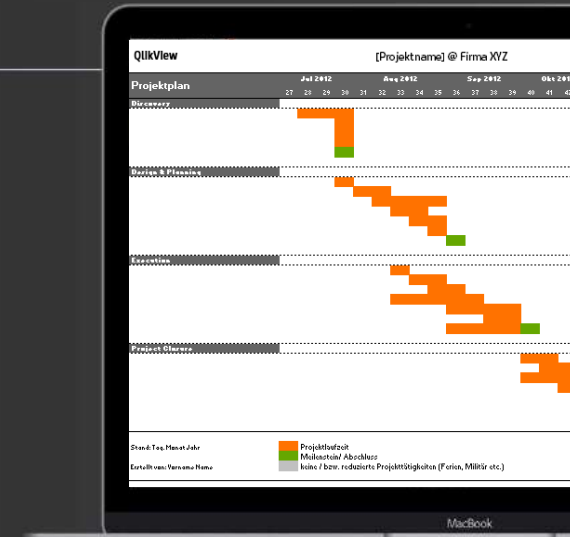 QlikView
[Projektname] @ Firma XYZ
Projektplan
Jul 2012 Aug 2012 Sep 2012 Okt 2012
27 28 29 30 31 32 33 34 35 36 37 38 39 40 41 42
Discovery
Design & Planning
Execution
Project Closure
Stand: Tag. Monat Jahr
Projektlaufzeit
Meilenstein/ Abschluss
Erstellt von: Vorname Name
keine / bzw. reduzierte Projekttätigkeiten (Ferien, Militär etc.)
MacBook